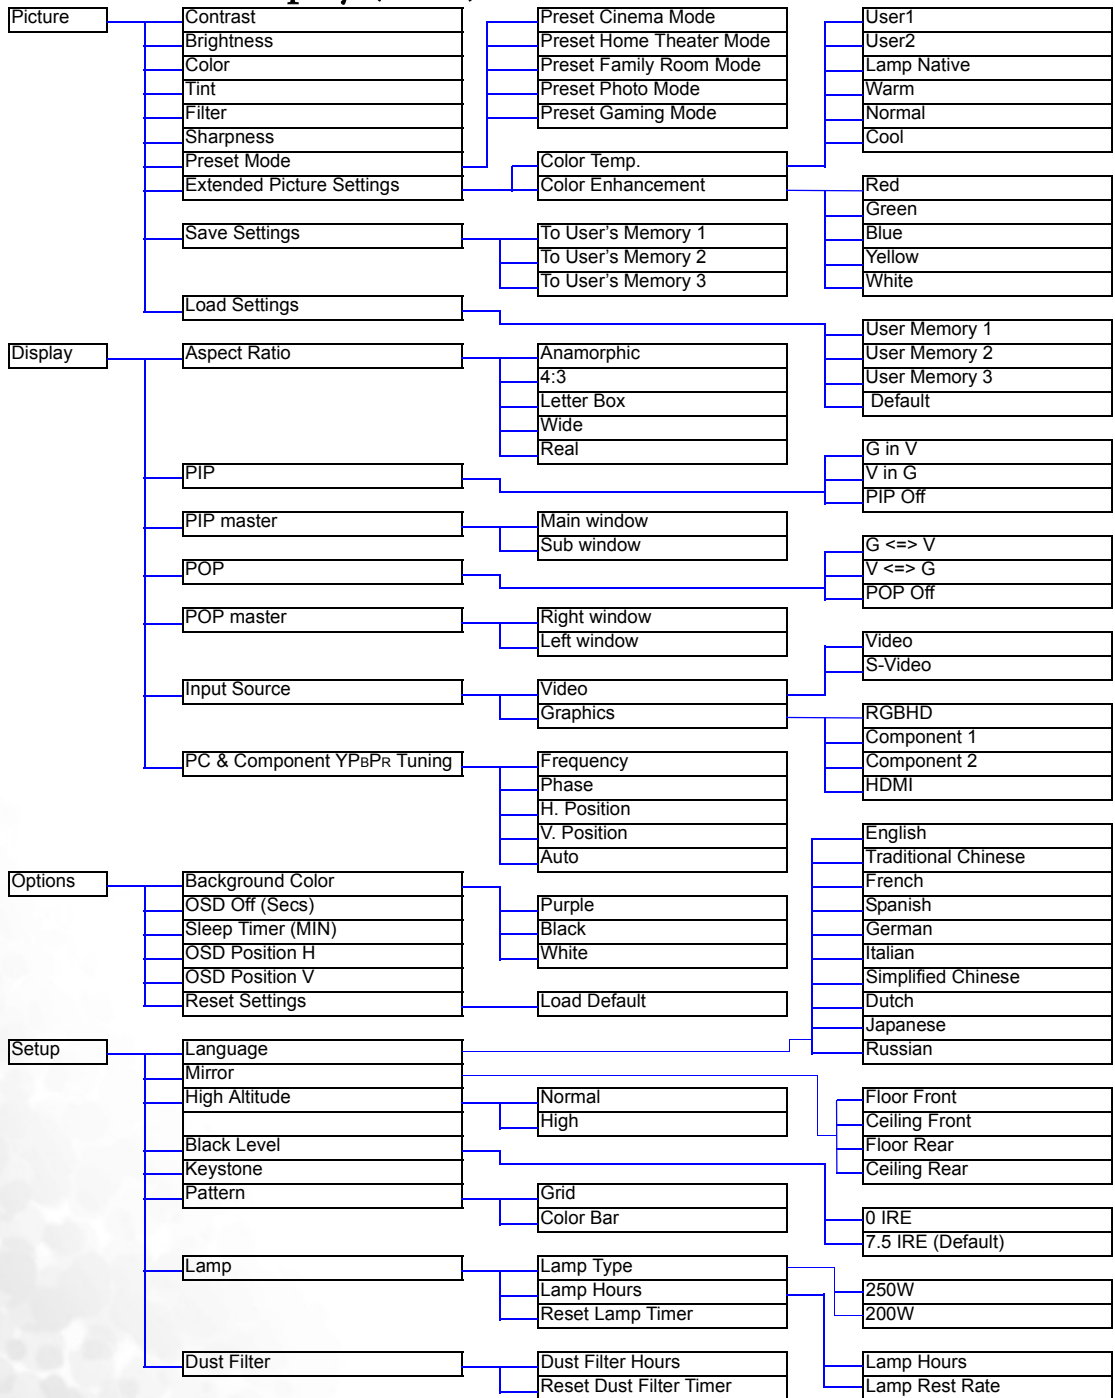 Picture
Contrast
Brightness
Color
Tint
Filter
Sharpness
Preset Mode
Extended Picture Settings
Save Settings
Load Settings
Preset Cinema Mode
Preset Home Theater Mode
Preset Family Room Mode
Preset Photo Mode
Preset Gaming Mode
Color Temp.
Color Enhancement
To User’s Memory 1
To User’s Memory 2
To User’s Memory 3
User1
User2
Lamp Native
Warm
Normal
Cool
Red
Green
Blue
Yellow
White
User Memory 1
User Memory 2
User Memory 3
Default
Display
Aspect Ratio
PIP
PIP master
POP
POP master
Input Source
PC & Component YPBPR Tuning
Anamorphic
4:3
Letter Box
Wide
Real
Main window
Sub window
Right window
Left window
Video
Graphics
Frequency
Phase
H. Position
V. Position
Auto
G in V
V in G
PIP Off
G <=> V
V <=> G
POP Off
Video
S-Video
RGBHD
Component 1
Component 2
HDMI
Options
Background Color
OSD Off (Secs)
Sleep Timer (MIN)
OSD Position H
OSD Position V
Reset Settings
Purple
Black
White
Load Default
Setup
Language
Mirror
High Altitude
Black Level
Keystone
Pattern
Lamp
Dust Filter
Normal
High
Grid
Color Bar
Lamp Type
Lamp Hours
Reset Lamp Timer
Dust Filter Hours
Reset Dust Filter Timer
English
Traditional Chinese
French
Spanish
German
Italian
Simplified Chinese
Dutch
Japanese
Russian
Floor Front
Ceiling Front
Floor Rear
Ceiling Rear
0 IRE
7.5 IRE (Default)
250W
200W
Lamp Hours
Lamp Rest Rate